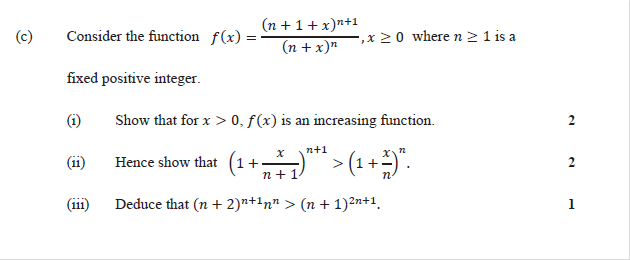 (c) Consider the function f(x) = (n + 1 + x)ⁿ⁺¹ / (n + x)ⁿ , x ≥ 0 where n ≥ 1 is a
fixed positive integer.
(i) Show that for x > 0, f(x) is an increasing function. 2
(ii) Hence show that (1 + x/(n + 1))ⁿ⁺¹ > (1 + x/n)ⁿ. 2
(iii) Deduce that (n + 2)ⁿ⁺¹nⁿ > (n + 1)²ⁿ⁺¹. 1